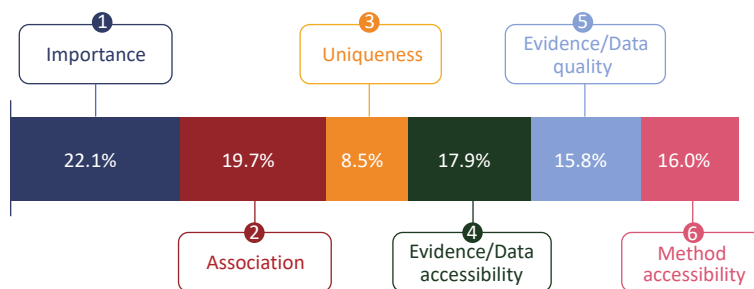 1
Importance
3
Uniqueness
5
Evidence/Data
quality
22.1%
19.7%
8.5%
17.9%
15.8%
16.0%
2
Association
4
Evidence/Data
accessibility
6
Method
accessibility